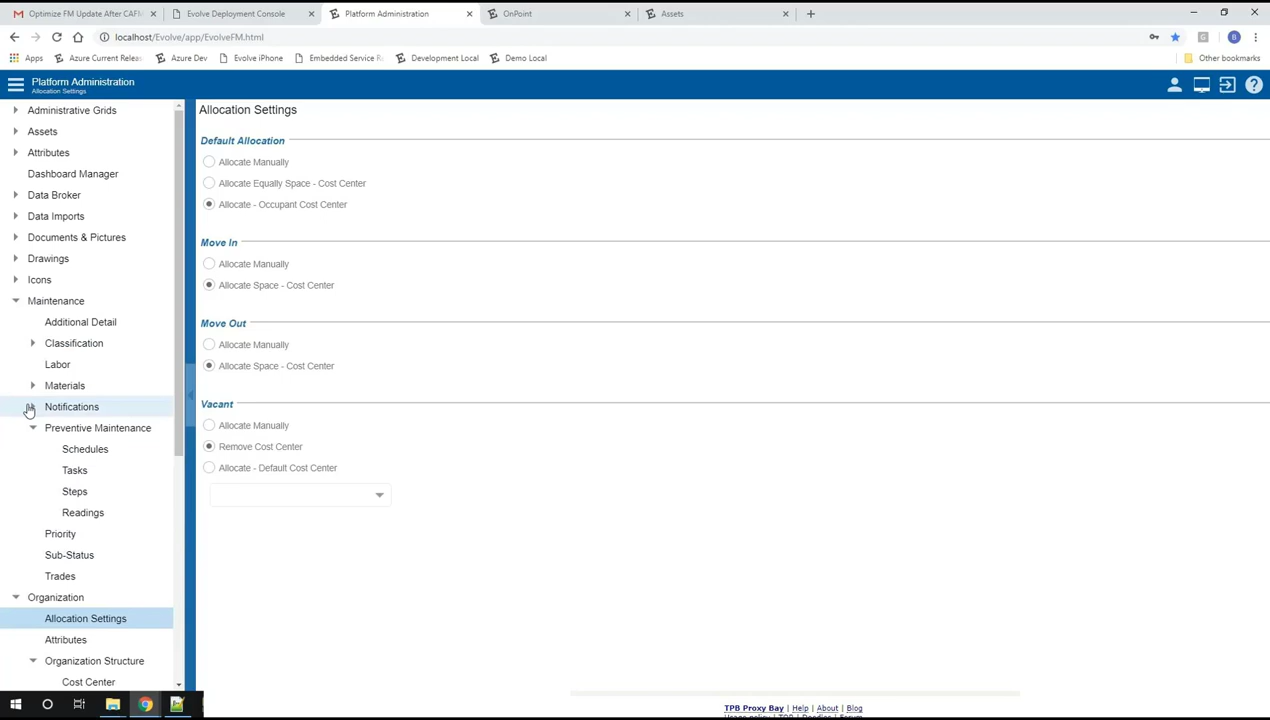 Optimize FM Update After CAFM
Evolve Deployment Console
Platform Administration
OnPoint
Assets
localhost/Evolve/app/EvolveFM.html
Apps
Azure Current Releas
Azure Dev
Evolve iPhone
Embedded Service R
Development Local
Demo Local
Other bookmarks
B
G
Platform Administration
Allocation Settings
Administrative Grids
Assets
Attributes
Dashboard Manager
Data Broker
Data Imports
Documents & Pictures
Drawings
Icons
Maintenance
Additional Detail
Classification
Labor
Materials
Notifications
Preventive Maintenance
Schedules
Tasks
Steps
Readings
Priority
Sub-Status
Trades
Organization
Allocation Settings
Attributes
Organization Structure
Cost Center
Allocation Settings
Default Allocation
Allocate Manually
Allocate Equally Space - Cost Center
Allocate - Occupant Cost Center
Move In
Allocate Manually
Allocate Space - Cost Center
Move Out
Allocate Manually
Allocate Space - Cost Center
Vacant
Allocate Manually
Remove Cost Center
Allocate - Default Cost Center
TPB Proxy Bay | Help | About | Blog
Usage policy | TPB | Doodles | Forum